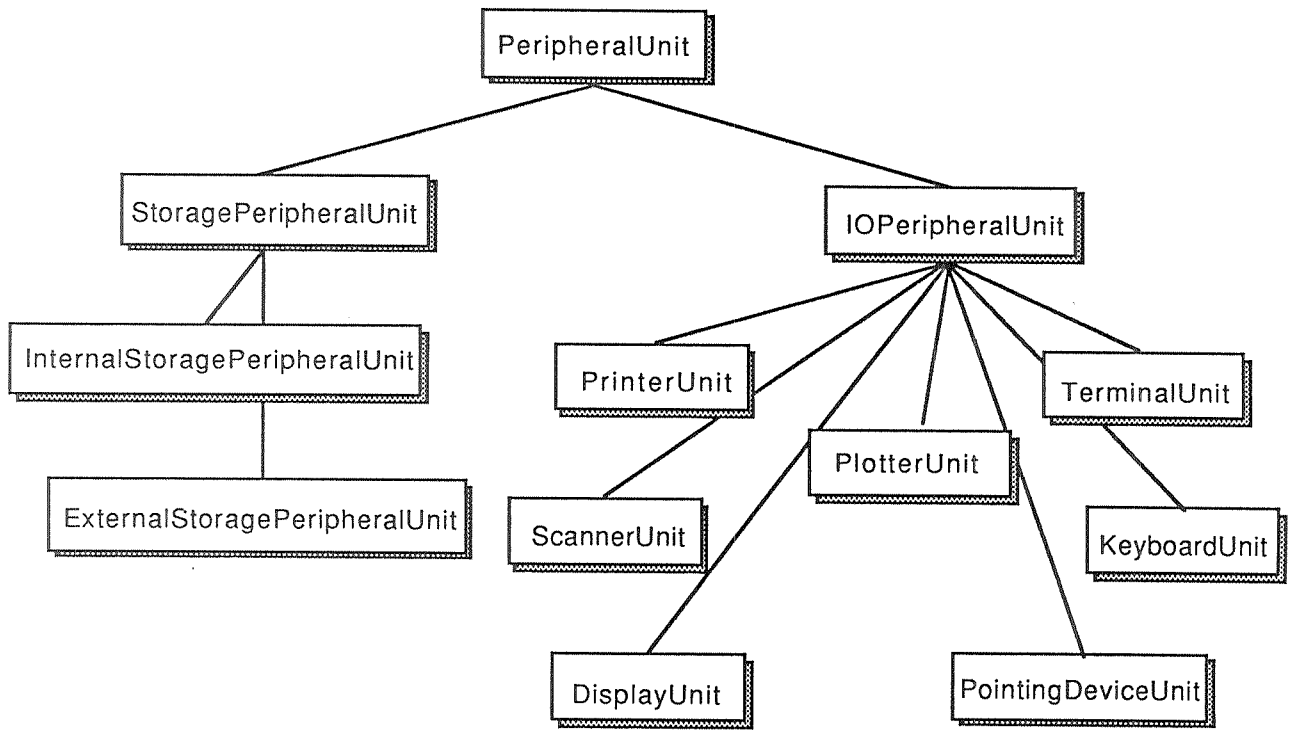 PeripheralUnit
StoragePeripheralUnit
IOPeripheralUnit
InternalStoragePeripheralUnit
PrinterUnit
TerminalUnit
PlotterUnit
ExternalStoragePeripheralUnit
ScannerUnit
KeyboardUnit
DisplayUnit
PointingDeviceUnit